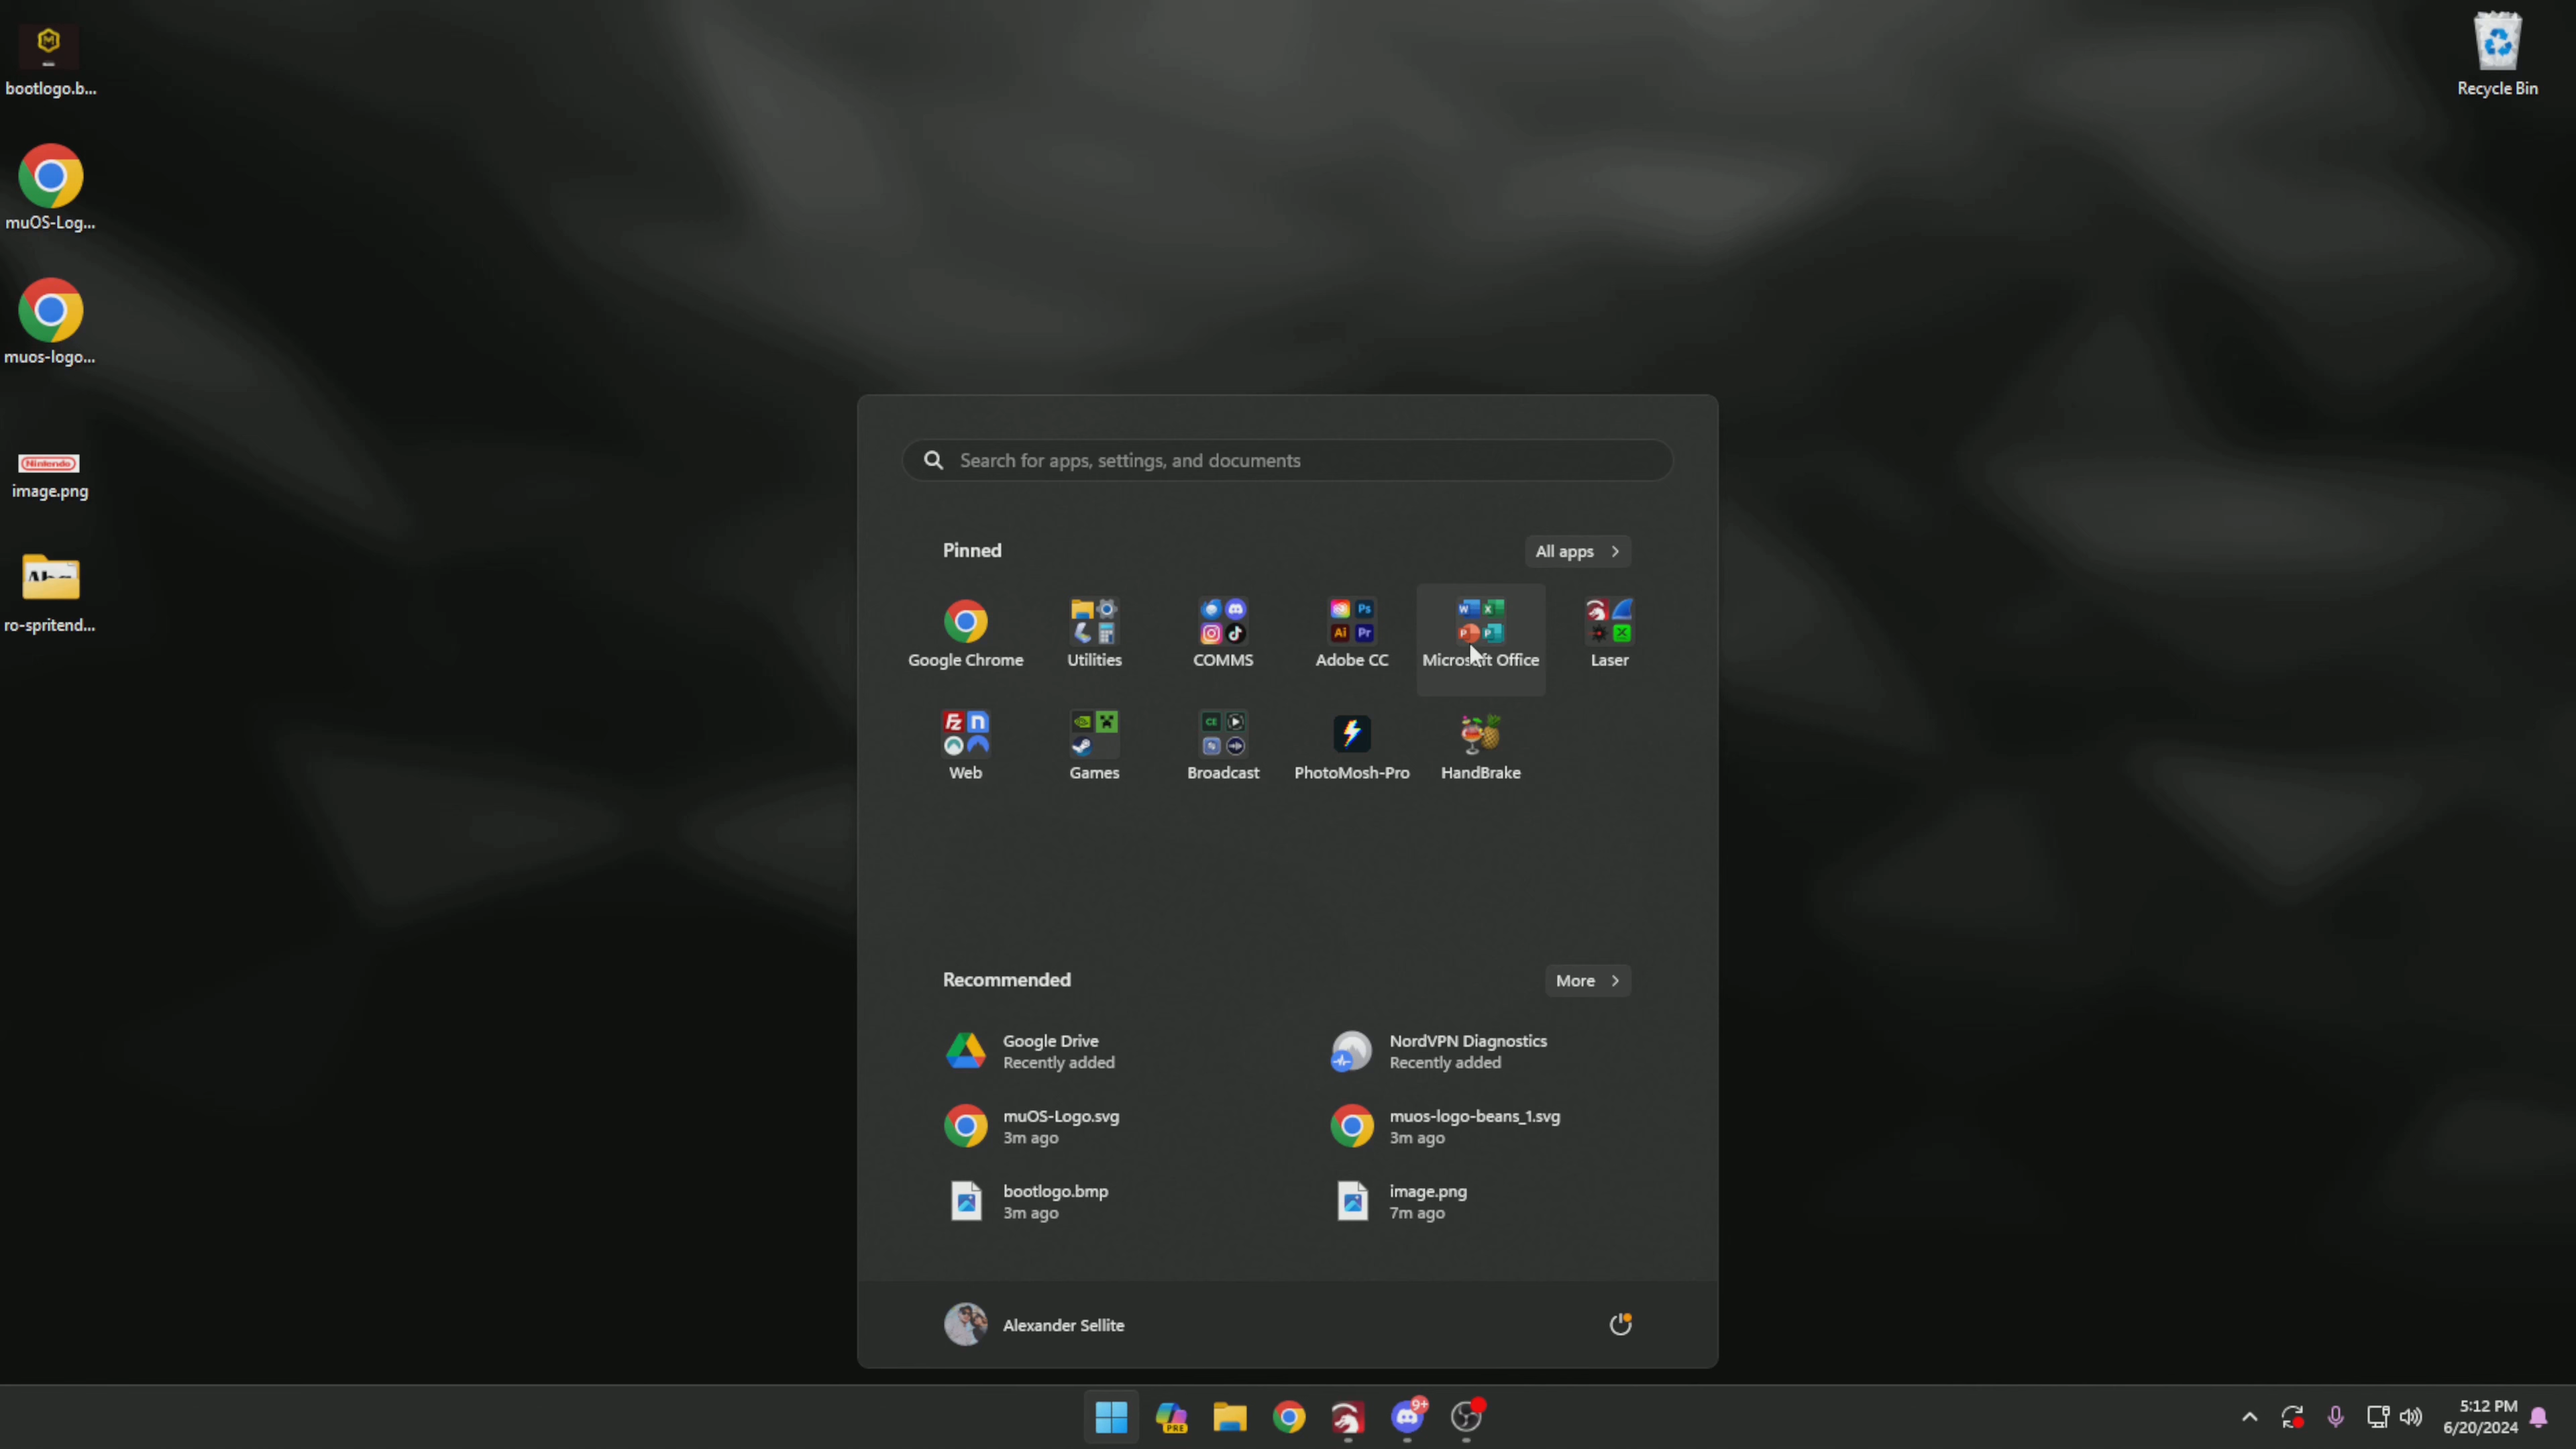 bootlogo.b...
muOS-Log...
muos-logo...
Nintendo
image.png
ro-spritend...
Recycle Bin
Search for apps, settings, and documents
Pinned
All apps
Google Chrome
Utilities
COMMS
Adobe CC
Microsoft Office
Laser
Web
Games
Broadcast
PhotoMosh-Pro
HandBrake
Recommended
More
Google Drive
Recently added
NordVPN Diagnostics
Recently added
muOS-Logo.svg
3m ago
muos-logo-beans_1.svg
3m ago
bootlogo.bmp
3m ago
image.png
7m ago
Alexander Sellite
PRE
9+
5:12 PM
6/20/2024